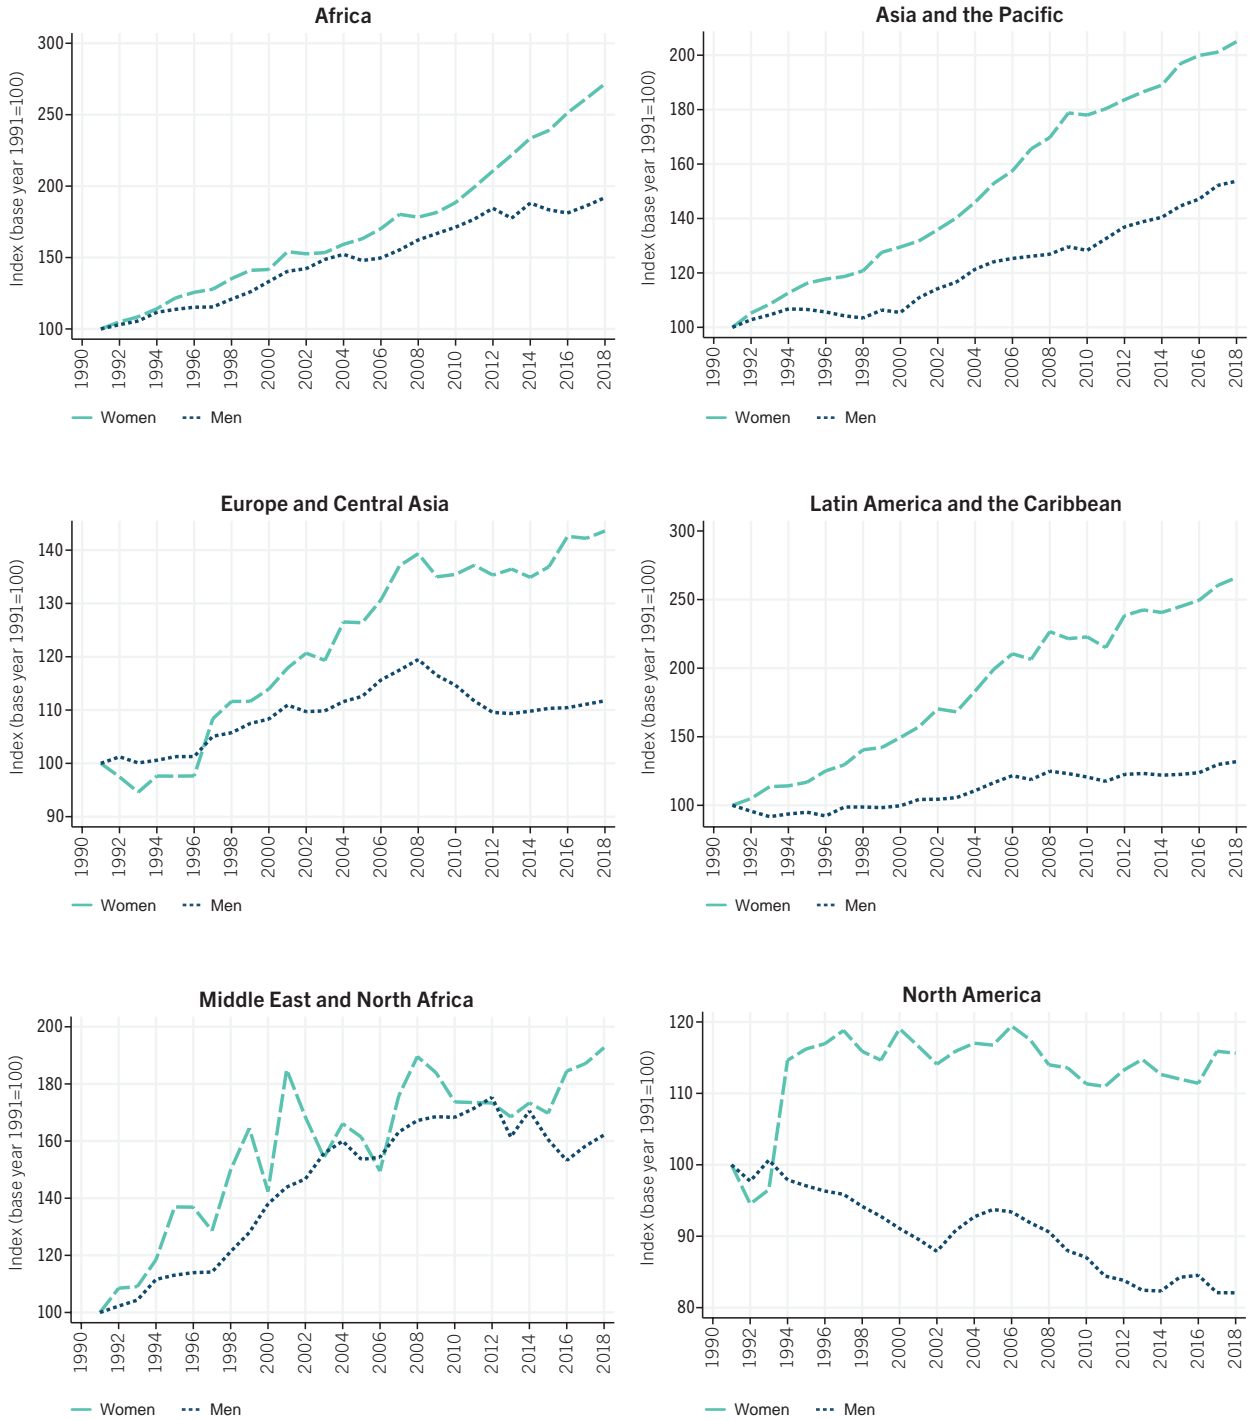 Africa
Index (base year 1991=100)
300
250
200
150
100
1990 1992 1994 1996 1998 2000 2002 2004 2006 2008 2010 2012 2014 2016 2018
Women Men
Asia and the Pacific
Index (base year 1991=100)
200
180
160
140
120
100
1990 1992 1994 1996 1998 2000 2002 2004 2006 2008 2010 2012 2014 2016 2018
Women Men
Europe and Central Asia
Index (base year 1991=100)
140
130
120
110
100
90
1990 1992 1994 1996 1998 2000 2002 2004 2006 2008 2010 2012 2014 2016 2018
Women Men
Latin America and the Caribbean
Index (base year 1991=100)
300
250
200
150
100
1990 1992 1994 1996 1998 2000 2002 2004 2006 2008 2010 2012 2014 2016 2018
Women Men
Middle East and North Africa
Index (base year 1991=100)
200
180
160
140
120
100
1990 1992 1994 1996 1998 2000 2002 2004 2006 2008 2010 2012 2014 2016 2018
Women Men
North America
Index (base year 1991=100)
120
110
100
90
80
1990 1992 1994 1996 1998 2000 2002 2004 2006 2008 2010 2012 2014 2016 2018
Women Men